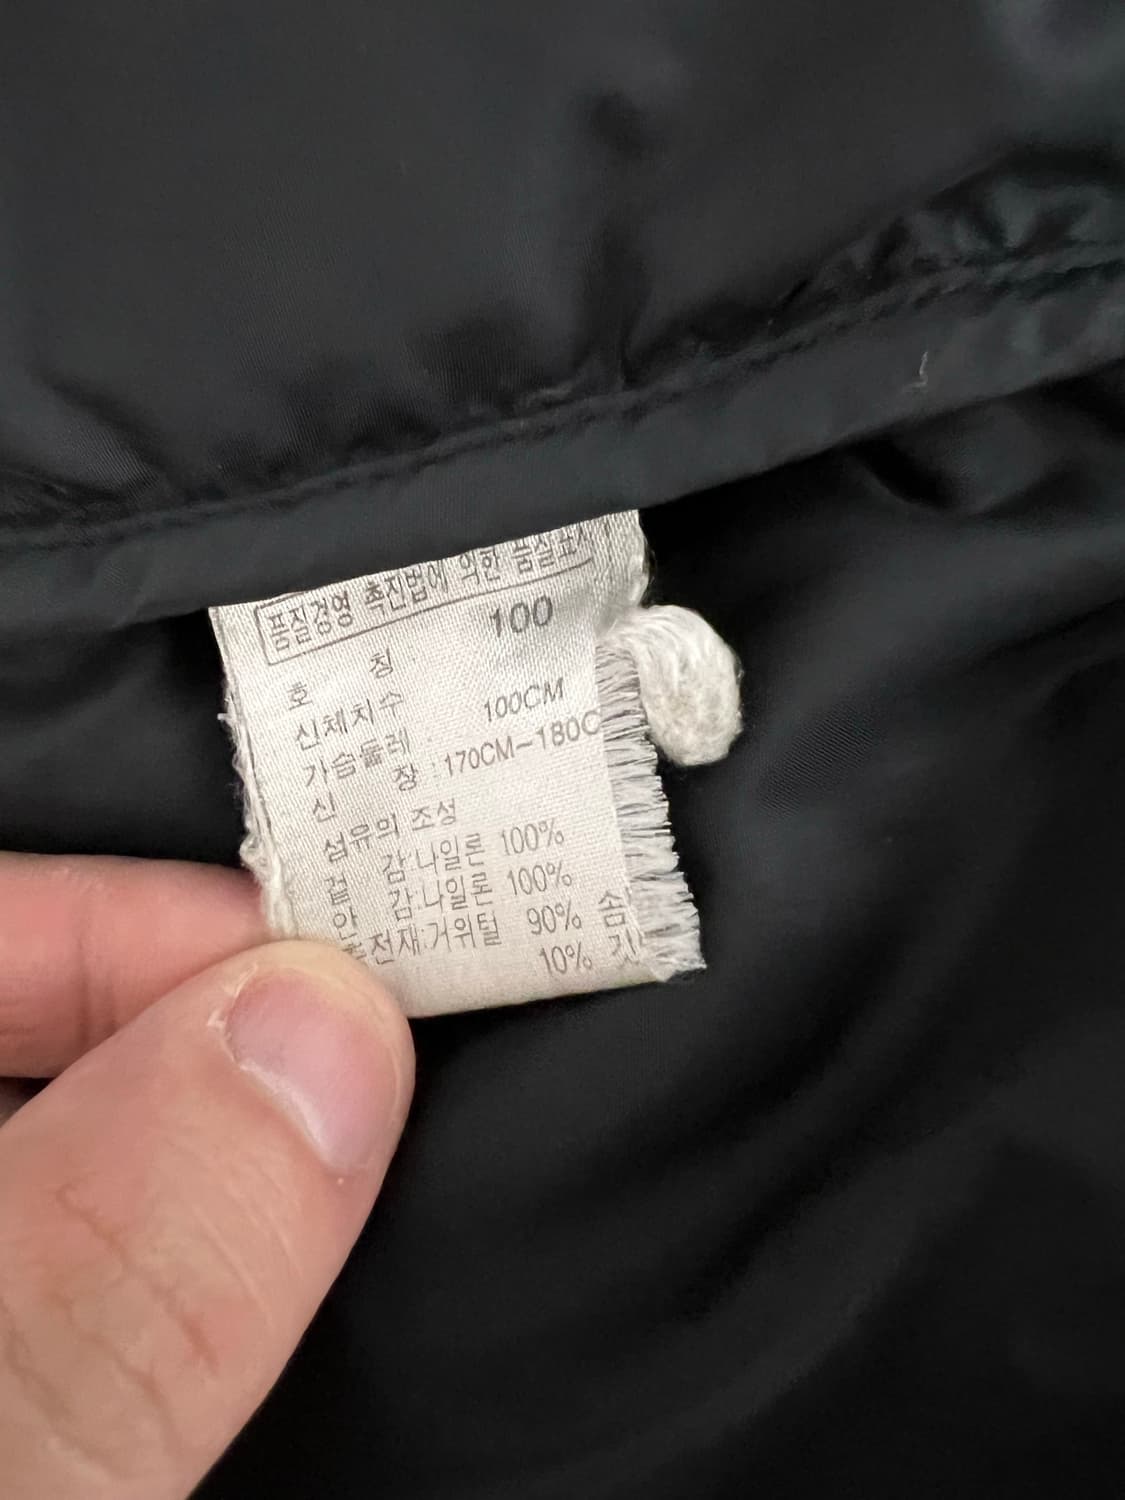 품질경영 촉진법에 의한 품질표시
호 칭 : 100
신체치수
가슴둘레 : 100CM
신 장 : 170CM~180C
섬유의 조성
겉 감:나일론 100%
안 감:나일론 100%
충전재:거위털 90% 솜
10% 깃